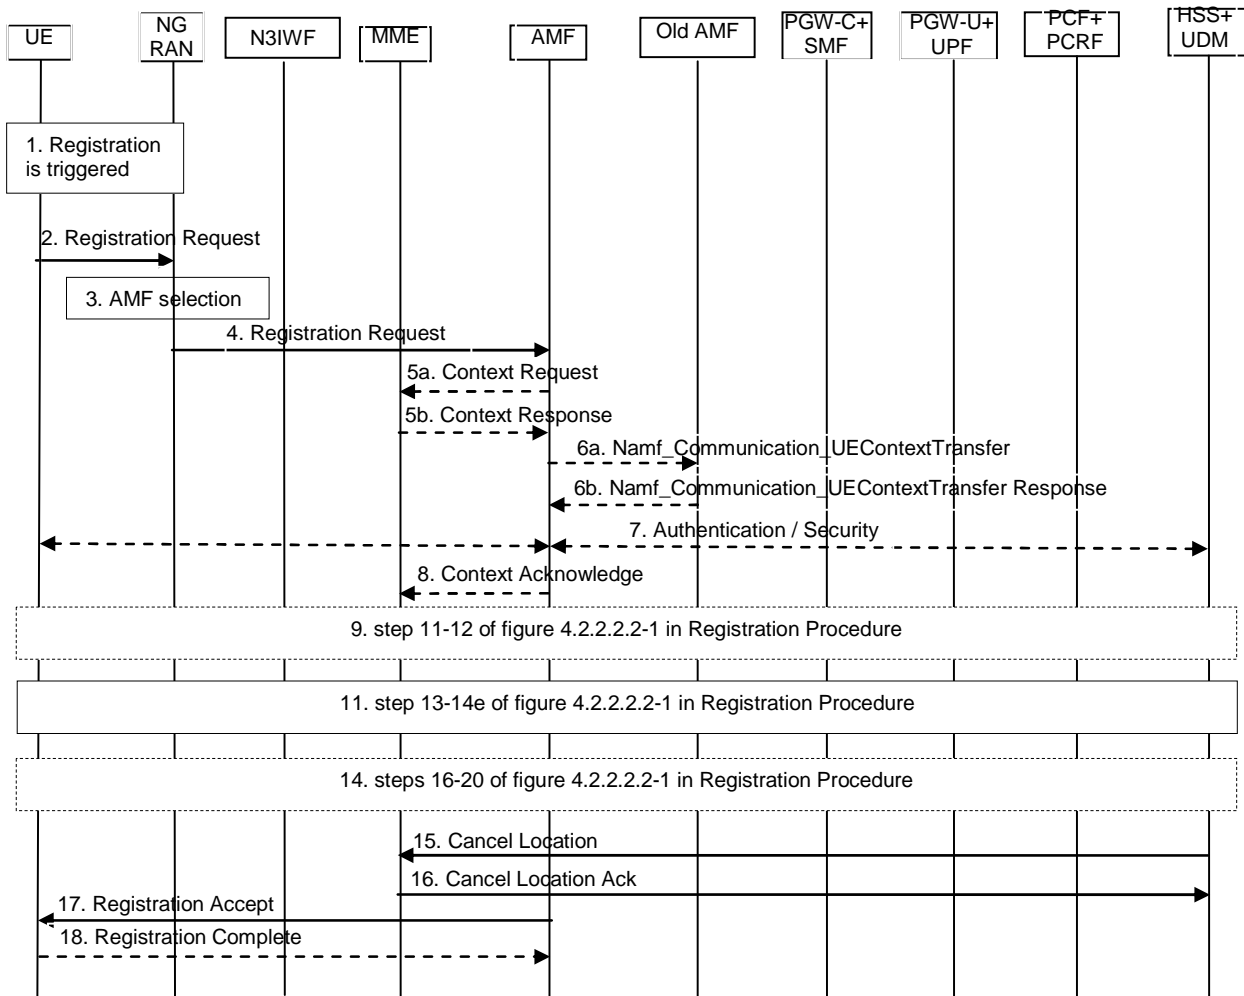 UE
NG
RAN
N3IWF
MME
AMF
Old AMF
PGW-C+
SMF
PGW-U+
UPF
PCF+
PCRF
HSS+
UDM
1. Registration
is triggered
2. Registration Request
3. AMF selection
4. Registration Request
5a. Context Request
5b. Context Response
6a. Namf_Communication_UEContextTransfer
6b. Namf_Communication_UEContextTransfer Response
7. Authentication / Security
8. Context Acknowledge
9. step 11-12 of figure 4.2.2.2.2-1 in Registration Procedure
11. step 13-14e of figure 4.2.2.2.2-1 in Registration Procedure
14. steps 16-20 of figure 4.2.2.2.2-1 in Registration Procedure
15. Cancel Location
16. Cancel Location Ack
17. Registration Accept
18. Registration Complete